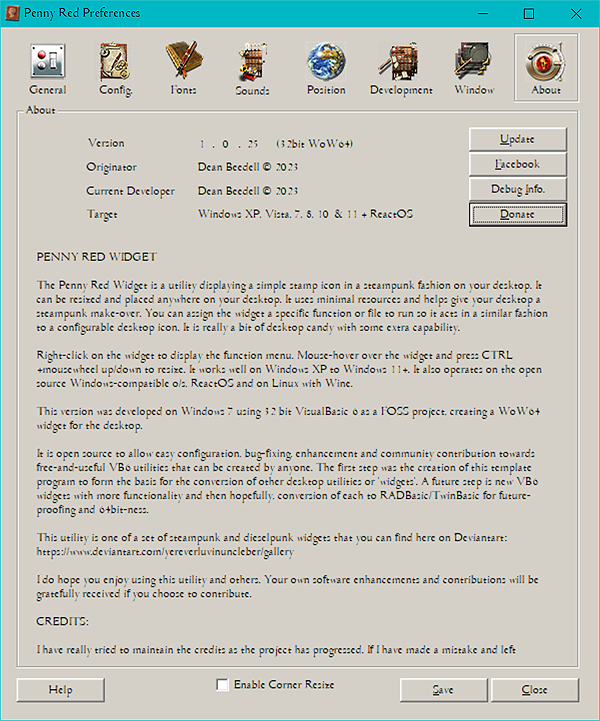 Penny Red Preferences
General Config. Fonts Sounds Position Development Window About
About
Version 1 . 0 . 25 (32bit WoW64)
Update
Originator Dean Beedell © 2023
Facebook
Current Developer Dean Beedell © 2023
Debug Info.
Target Windows XP, Vista, 7, 8, 10 & 11 + ReactOS
Donate
PENNY RED WIDGET
The Penny Red Widget is a utility displaying a simple stamp icon in a steampunk fashion on your desktop. It
can be resized and placed anywhere on your desktop. It uses minimal resources and helps give your desktop a
steampunk make-over. You can assign the widget a specific function or file to run so it acts in a similar fashion
to a configurable desktop icon. It is really a bit of desktop candy with some extra capability.
Right-click on the widget to display the function menu. Mouse-hover over the widget and press CTRL
+mousewheel up/down to resize. It works well on Windows XP to Windows 11+. It also operates on the open
source Windows-compatible o/s, ReactOS and on Linux with Wine.
This version was developed on Windows 7 using 32 bit VisualBasic 6 as a FOSS project, creating a WoW64
widget for the desktop.
It is open source to allow easy configuration, bug-fixing, enhancement and community contribution towards
free-and-useful VB6 utilities that can be created by anyone. The first step was the creation of this template
program to form the basis for the conversion of other desktop utilities or 'widgets'. A future step is new VB6
widgets with more functionality and then hopefully, conversion of each to RADBasic/TwinBasic for future-
proofing and 64bit-ness.
This utility is one of a set of steampunk and dieselpunk widgets that you can find here on Deviantart:
https://www.deviantart.com/yereverluvinuncleber/gallery
I do hope you enjoy using this utility and others. Your own software enhancements and contributions will be
gratefully received if you choose to contribute.
CREDITS:
I have really tried to maintain the credits as the project has progressed. If I have made a mistake and left
Help
Enable Corner Resize
Save
Close